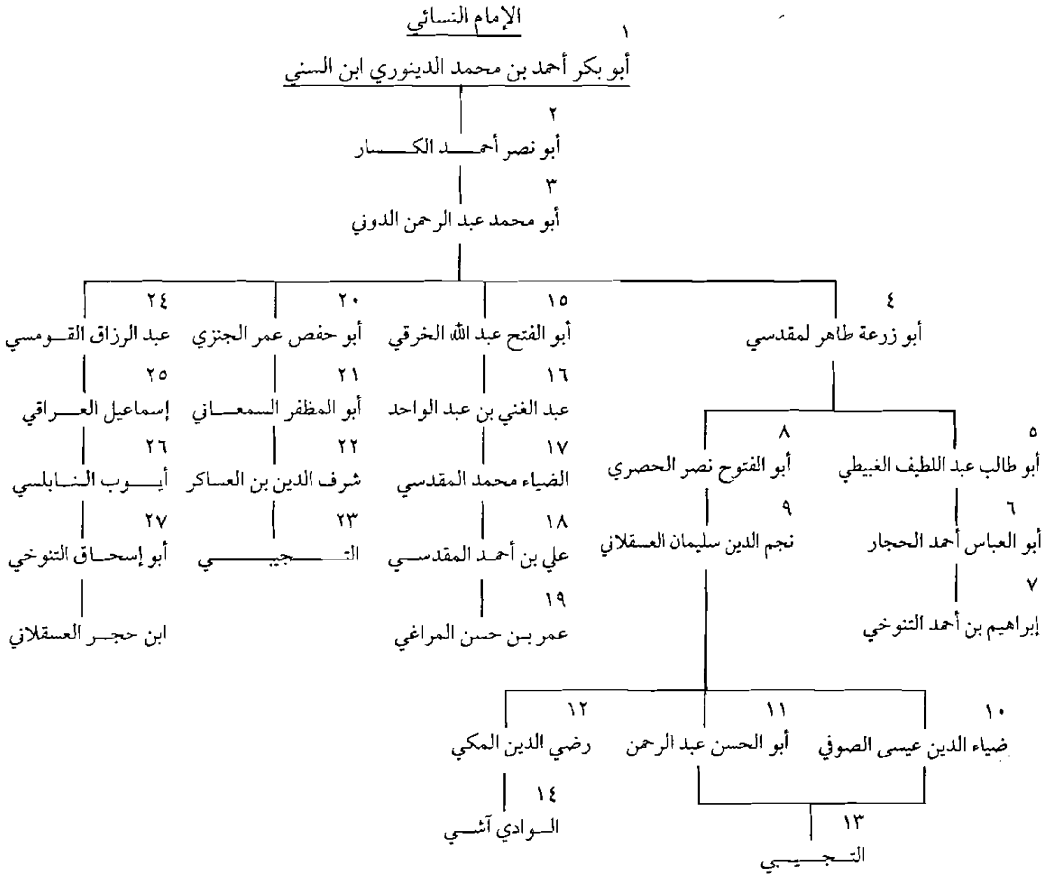 الإمام النسائي
١
أبو بكر أحمد بن محمد الدينوري ابن السني
٢
أبو نصر أحمد الكسار
٣
أبو محمد عبد الرحمن الدوني
٤ ١٥ ٢٠ ٢٤
أبو زرعة طاهر لمقدسي أبو الفتح عبد الله الخرقي أبو حفص عمر الجنزي عبد الرزاق القومسي
١٦ ٢١ ٢٥
عبد الغني بن عبد الواحد أبو المظفر السمعاني إسماعيل العراقي
٥ ٨ ١٧ ٢٢ ٢٦
أبو طالب عبد اللطيف الغبيطي أبو الفتوح نصر الحصري الضياء محمد المقدسي شرف الدين بن العساكر أيوب النابلسي
٦ ٩ ١٨ ٢٣ ٢٧
أبو العباس أحمد الحجار نجم الدين سليمان العسقلاني علي بن أحمد المقدسي التجيبي أبو إسحاق التنوخي
٧ ١٩
إبراهيم بن أحمد التنوخي عمر بن حسن المراغي ابن حجر العسقلاني
١٠ ١١ ١٢
ضياء الدين عيسى الصوفي أبو الحسن عبد الرحمن رضي الدين المكي
١٤
الوادي آشي
١٣
التجيبي